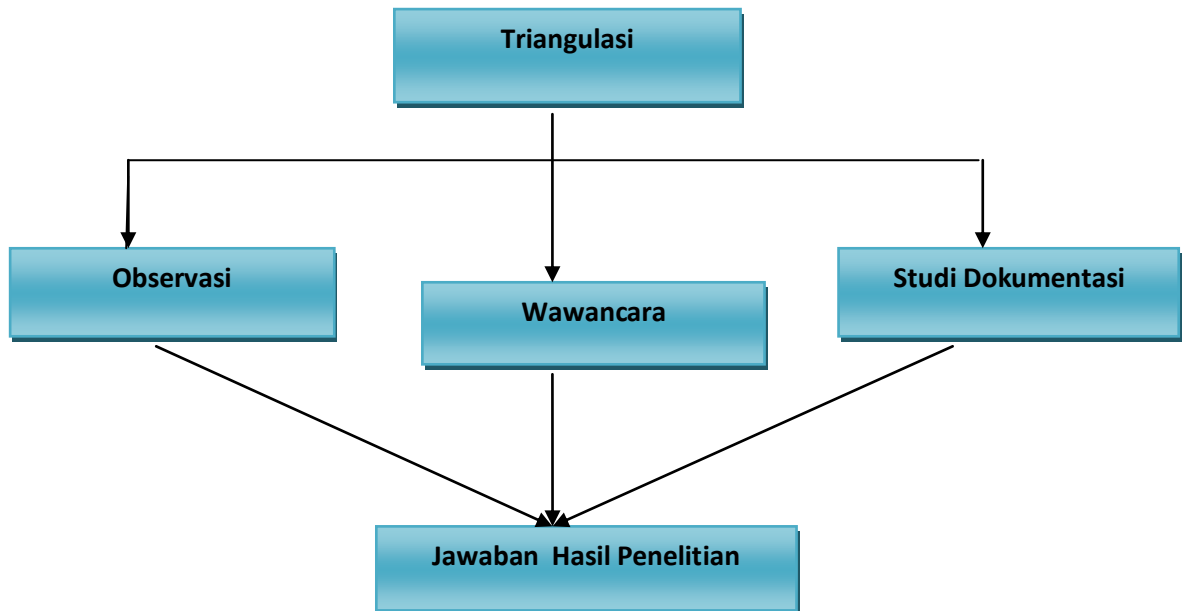 Triangulasi
Observasi
Wawancara
Studi Dokumentasi
Jawaban  Hasil Penelitian